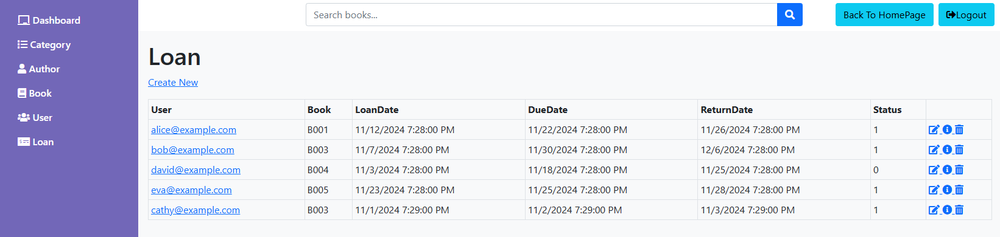 Dashboard
Category
Author
Book
User
Loan
Search books...
Back To HomePage
Logout
Loan
Create New
User Book LoanDate DueDate ReturnDate Status
alice@example.com B001 11/12/2024 7:28:00 PM 11/22/2024 7:28:00 PM 11/26/2024 7:28:00 PM 1
bob@example.com B003 11/7/2024 7:28:00 PM 11/30/2024 7:28:00 PM 12/6/2024 7:28:00 PM 1
david@example.com B004 11/3/2024 7:28:00 PM 11/18/2024 7:28:00 PM 11/25/2024 7:28:00 PM 0
eva@example.com B005 11/23/2024 7:28:00 PM 11/25/2024 7:28:00 PM 11/28/2024 7:28:00 PM 1
cathy@example.com B003 11/1/2024 7:29:00 PM 11/2/2024 7:29:00 PM 11/3/2024 7:29:00 PM 1